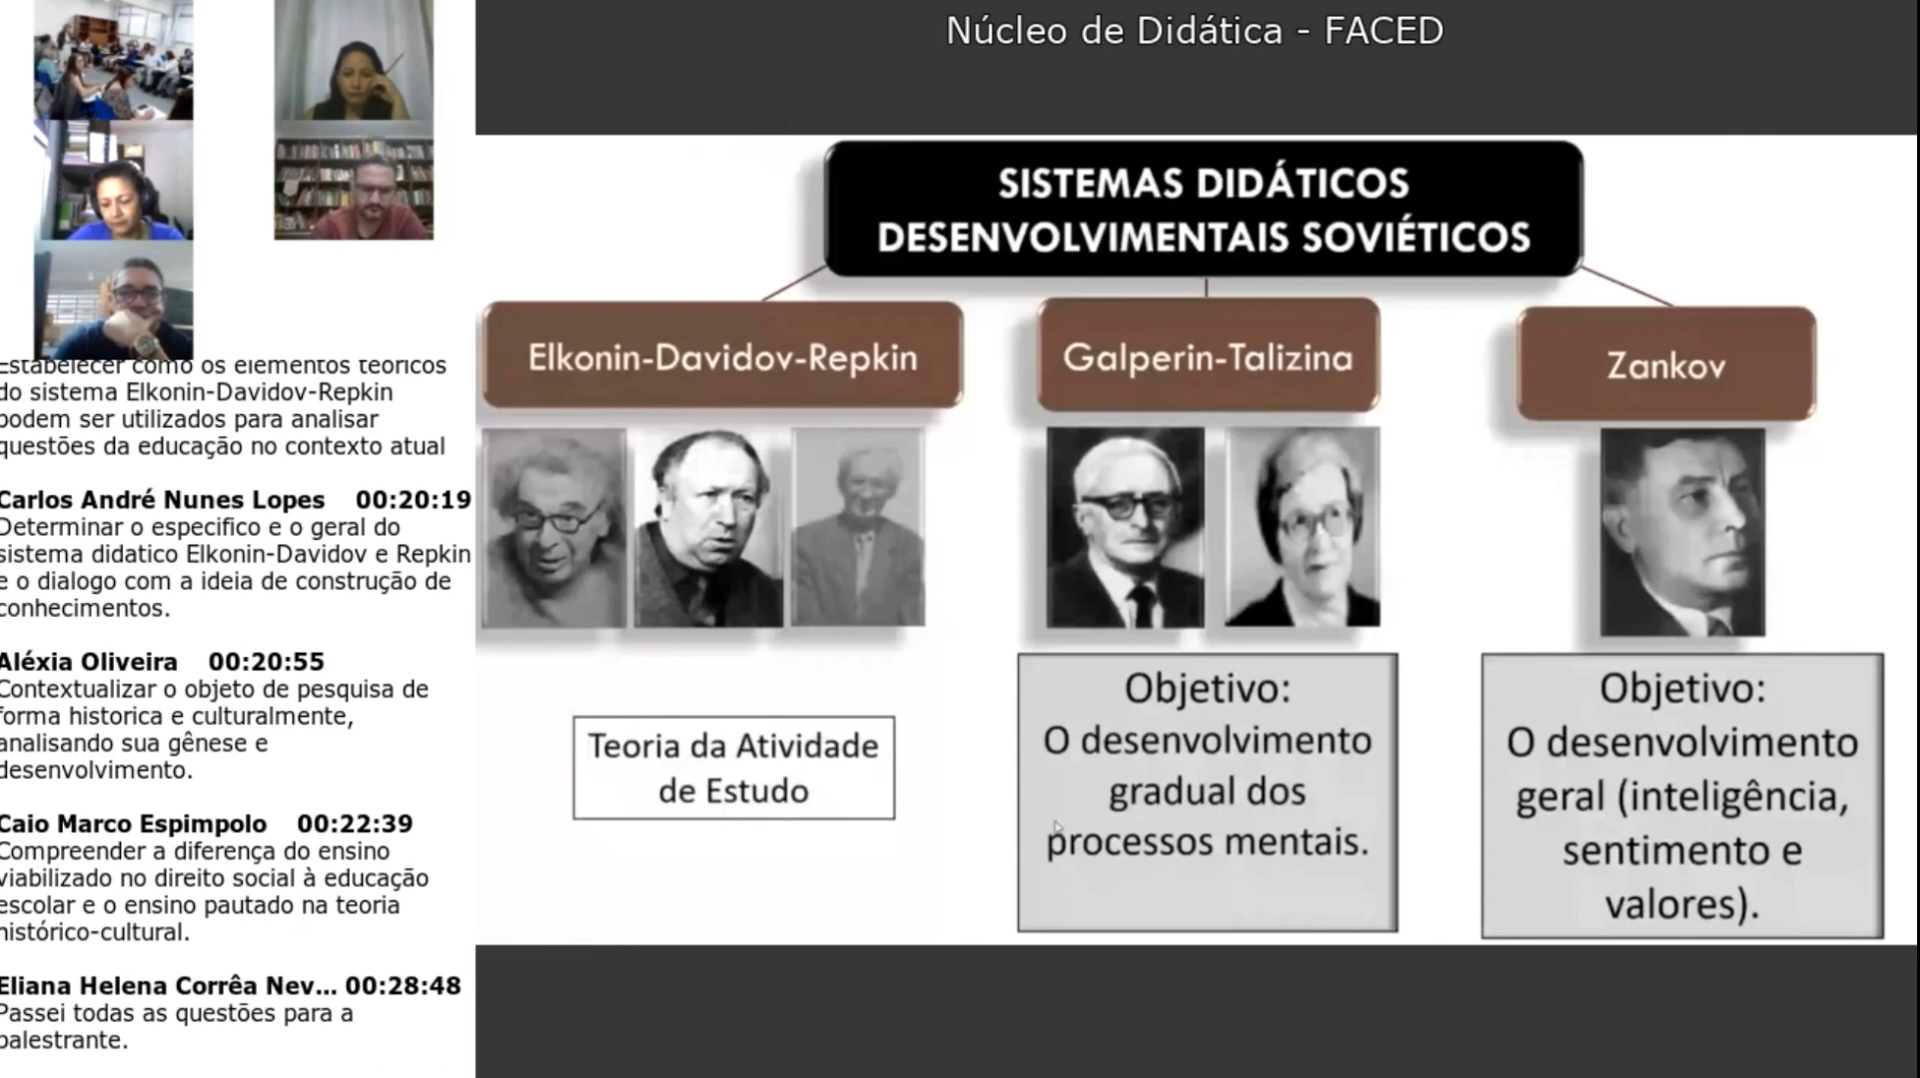 Núcleo de Didática - FACED
SISTEMAS DIDÁTICOS
DESENVOLVIMENTAIS SOVIÉTICOS
Elkonin-Davidov-Repkin
Galperin-Talizina
Zankov
Teoria da Atividade
de Estudo
Objetivo:
O desenvolvimento
gradual dos
processos mentais.
Objetivo:
O desenvolvimento
geral (inteligência,
sentimento e
valores).
Estabelecer como os elementos teoricos
do sistema Elkonin-Davidov-Repkin
podem ser utilizados para analisar
questões da educação no contexto atual
Carlos André Nunes Lopes 00:20:19
Determinar o especifico e o geral do
sistema didatico Elkonin-Davidov e Repkin
e o dialogo com a ideia de construção de
conhecimentos.
Aléxia Oliveira 00:20:55
Contextualizar o objeto de pesquisa de
forma historica e culturalmente,
analisando sua gênese e
desenvolvimento.
Caio Marco Espimpolo 00:22:39
Compreender a diferença do ensino
viabilizado no direito social à educação
escolar e o ensino pautado na teoria
histórico-cultural.
Eliana Helena Corrêa Nev... 00:28:48
Passei todas as questões para a
palestrante.